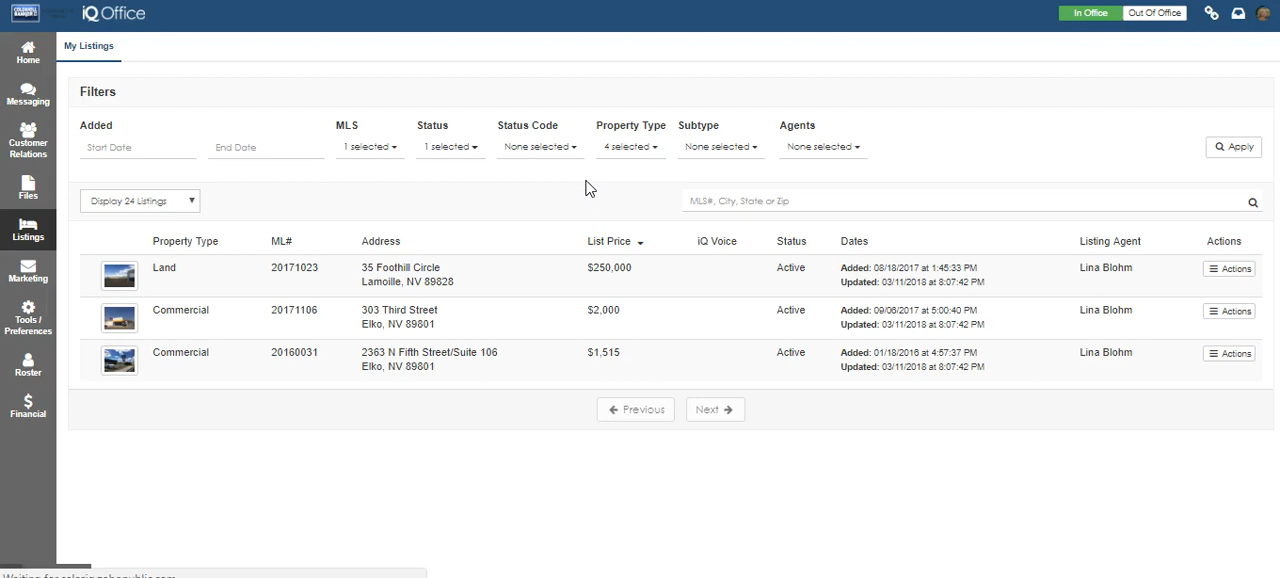 COLDWELL BANKER
iQ Office
In Office Out Of Office
Home
Messaging
Customer
Relations
Files
Listings
Marketing
Tools /
Preferences
Roster
Financial
My Listings
Filters
Added MLS Status Status Code Property Type Subtype Agents
Start Date End Date 1 selected 1 selected None selected 4 selected None selected None selected Apply
Display 24 Listings MLS#, City, State or Zip
Property Type ML# Address List Price iQ Voice Status Dates Listing Agent Actions
Land 20171023 35 Foothill Circle $250,000 Active Added: 08/18/2017 at 1:45:33 PM Lina Blohm Actions
Lamoille, NV 89828 Updated: 03/11/2018 at 8:07:42 PM
Commercial 20171106 303 Third Street $2,000 Active Added: 09/06/2017 at 5:00:40 PM Lina Blohm Actions
Elko, NV 89801 Updated: 03/11/2018 at 8:07:42 PM
Commercial 20160031 2363 N Fifth Street/Suite 106 $1,515 Active Added: 01/18/2016 at 4:57:37 PM Lina Blohm Actions
Elko, NV 89801 Updated: 03/11/2018 at 8:07:42 PM
Previous Next
Waiting for